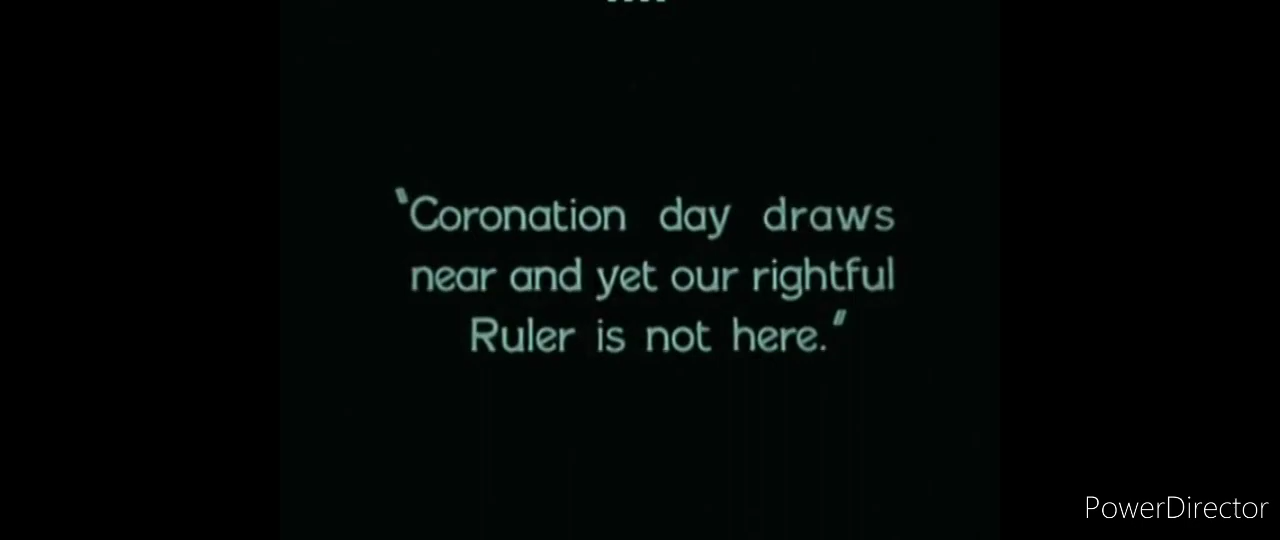 "Coronation day draws
near and yet our rightful
Ruler is not here."
PowerDirector